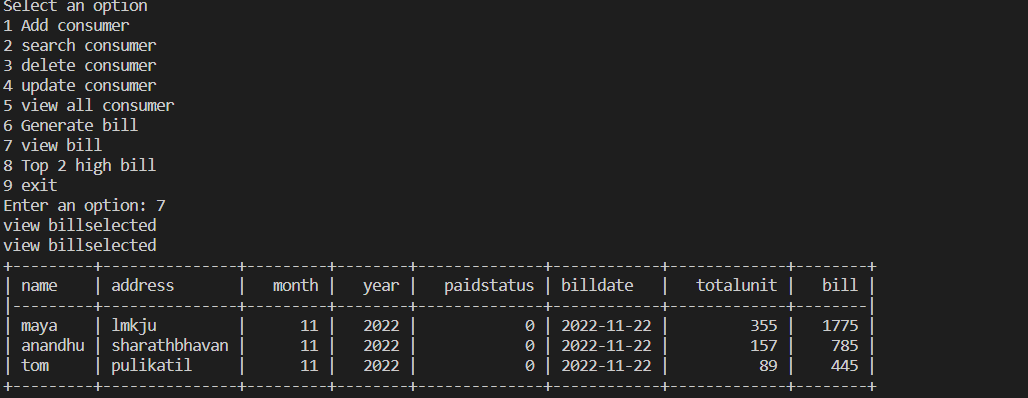 Select an option
1 Add consumer
2 search consumer
3 delete consumer
4 update consumer
5 view all consumer
6 Generate bill
7 view bill
8 Top 2 high bill
9 exit
Enter an option: 7
view billselected
view billselected
+---------+---------------+---------+--------+--------------+------------+-------------+--------+
| name    | address       |   month |   year |   paidstatus | billdate   |   totalunit |   bill |
|---------+---------------+---------+--------+--------------+------------+-------------+--------|
| maya    | lmkju         |      11 |   2022 |            0 | 2022-11-22 |         355 |   1775 |
| anandhu | sharathbhavan |      11 |   2022 |            0 | 2022-11-22 |         157 |    785 |
| tom     | pulikatil     |      11 |   2022 |            0 | 2022-11-22 |          89 |    445 |
+---------+---------------+---------+--------+--------------+------------+-------------+--------+